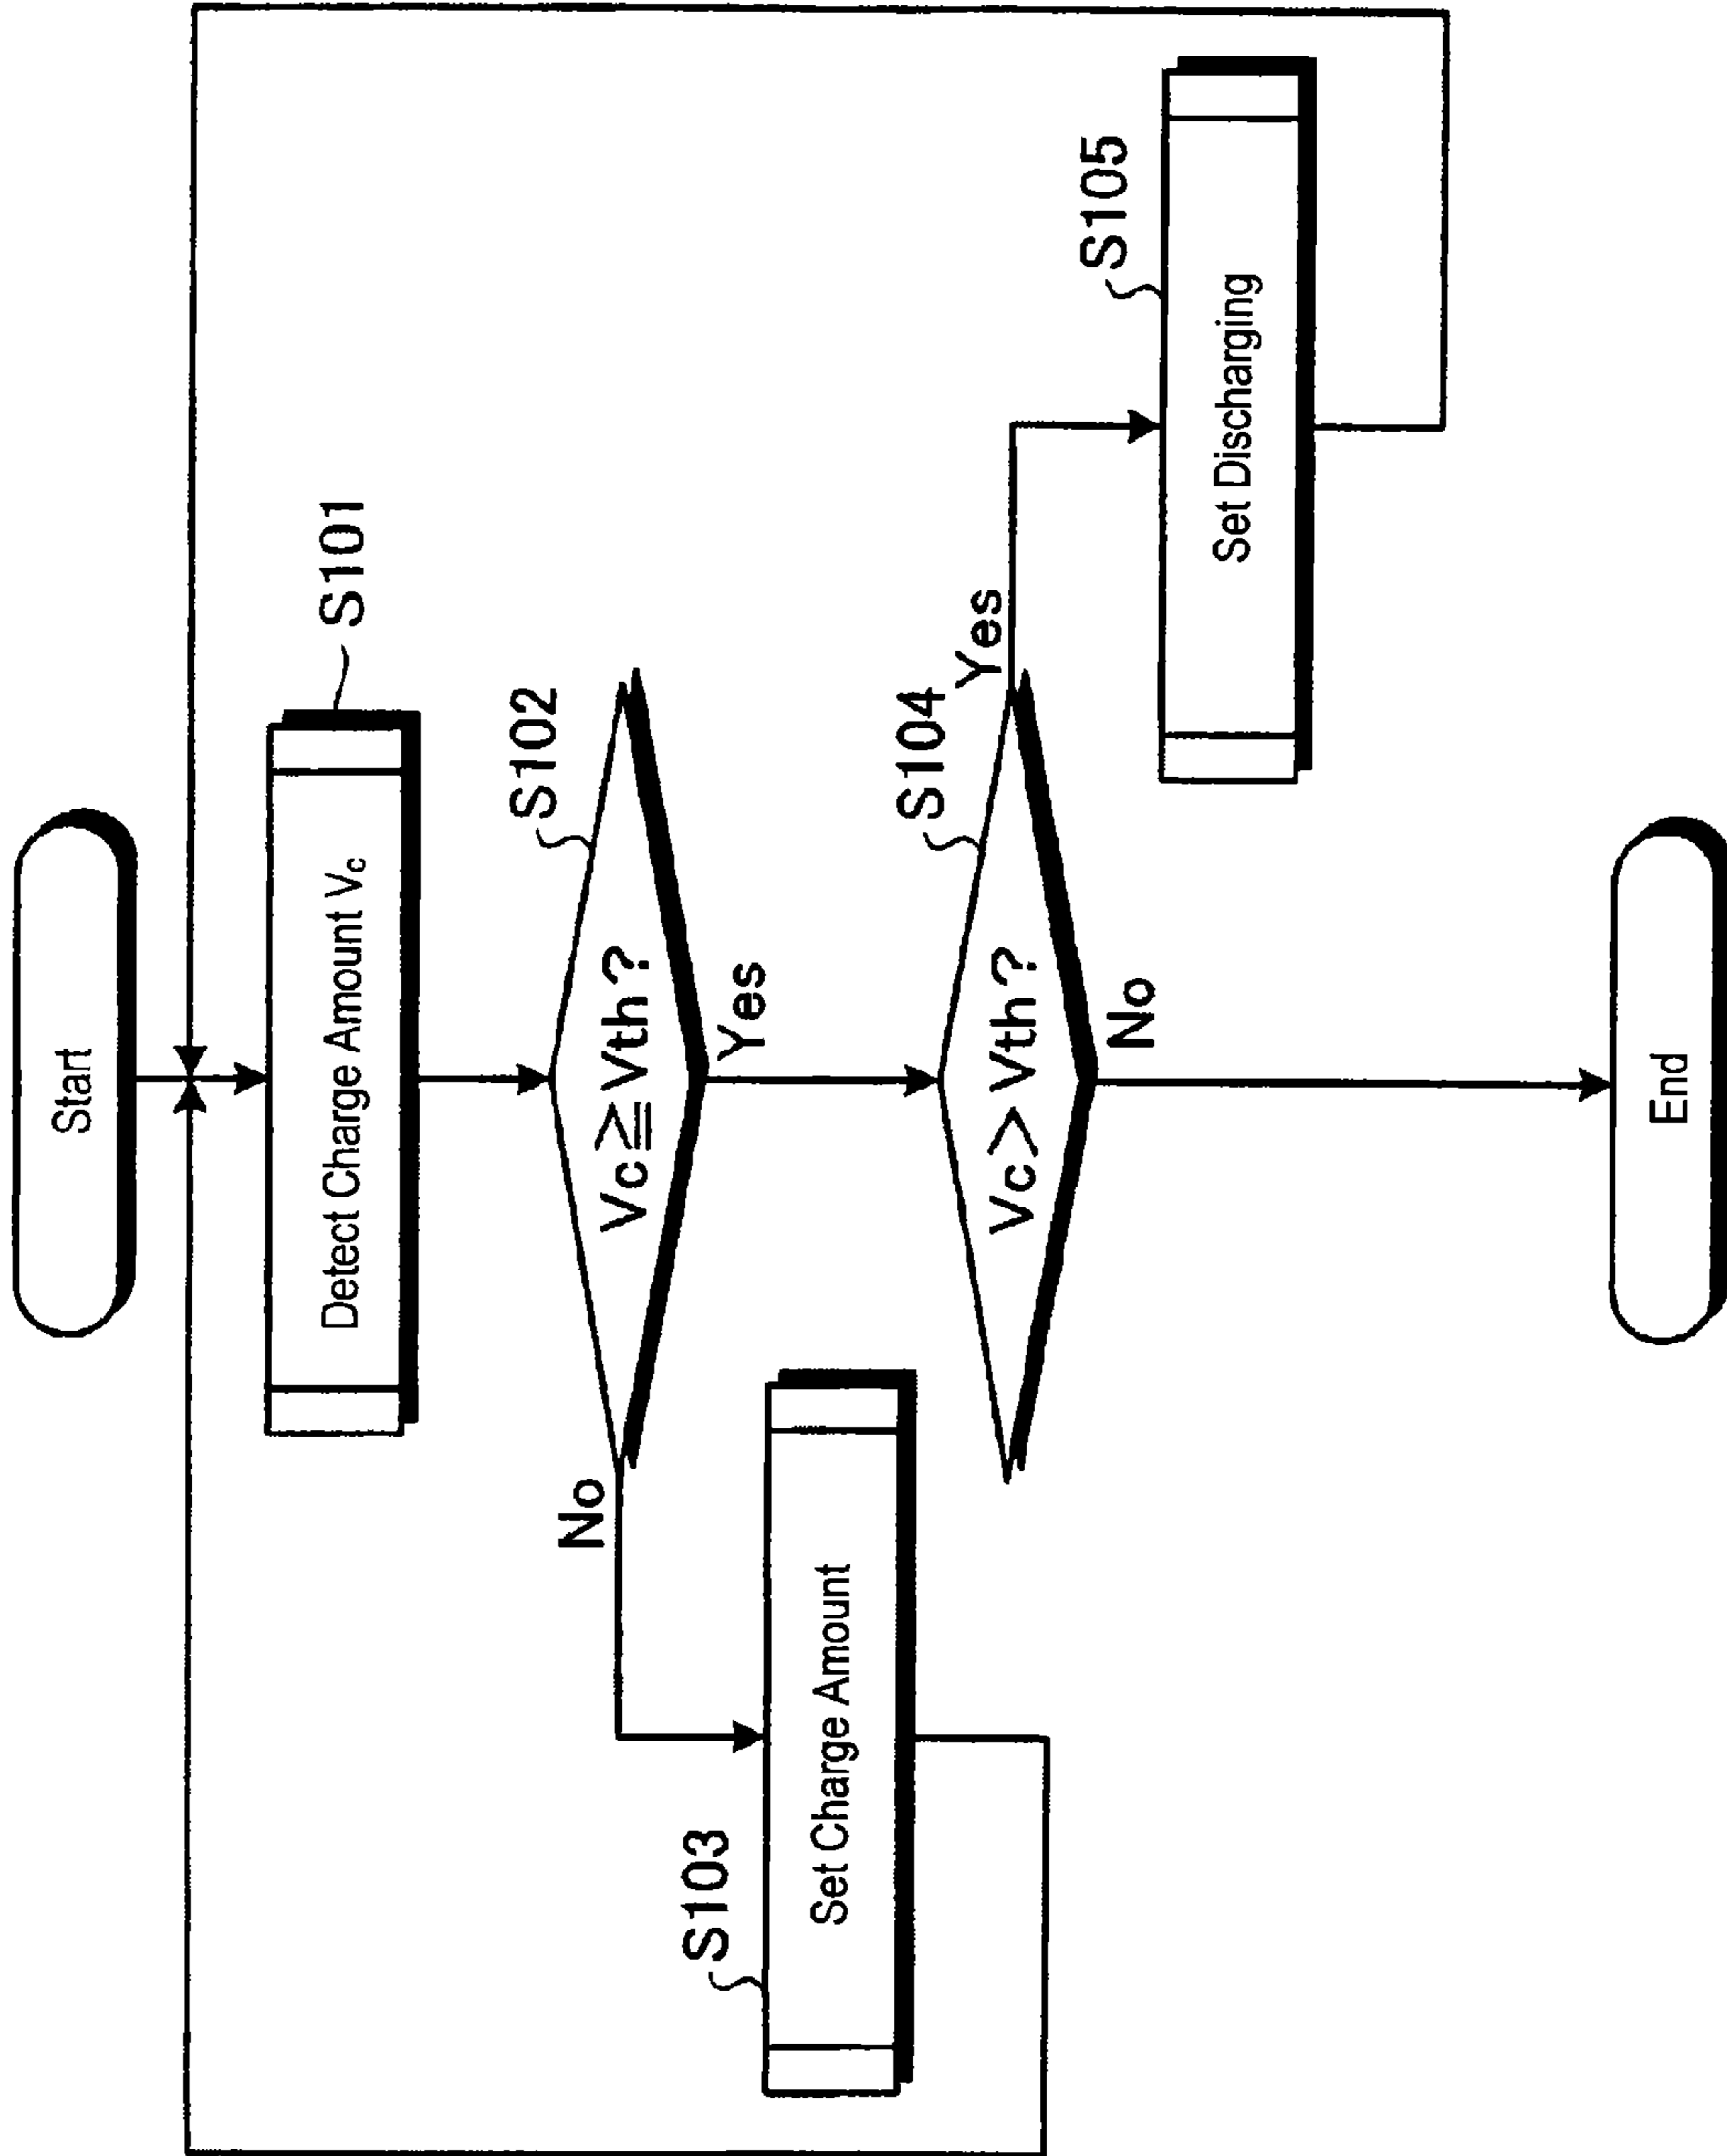 Start
Detect Charge Amount Vc
S101
S102
Vc≧Vth?
No
Yes
S103
Set Charge Amount
S104
Vc>Vth?
Yes
No
S105
Set Discharging
End